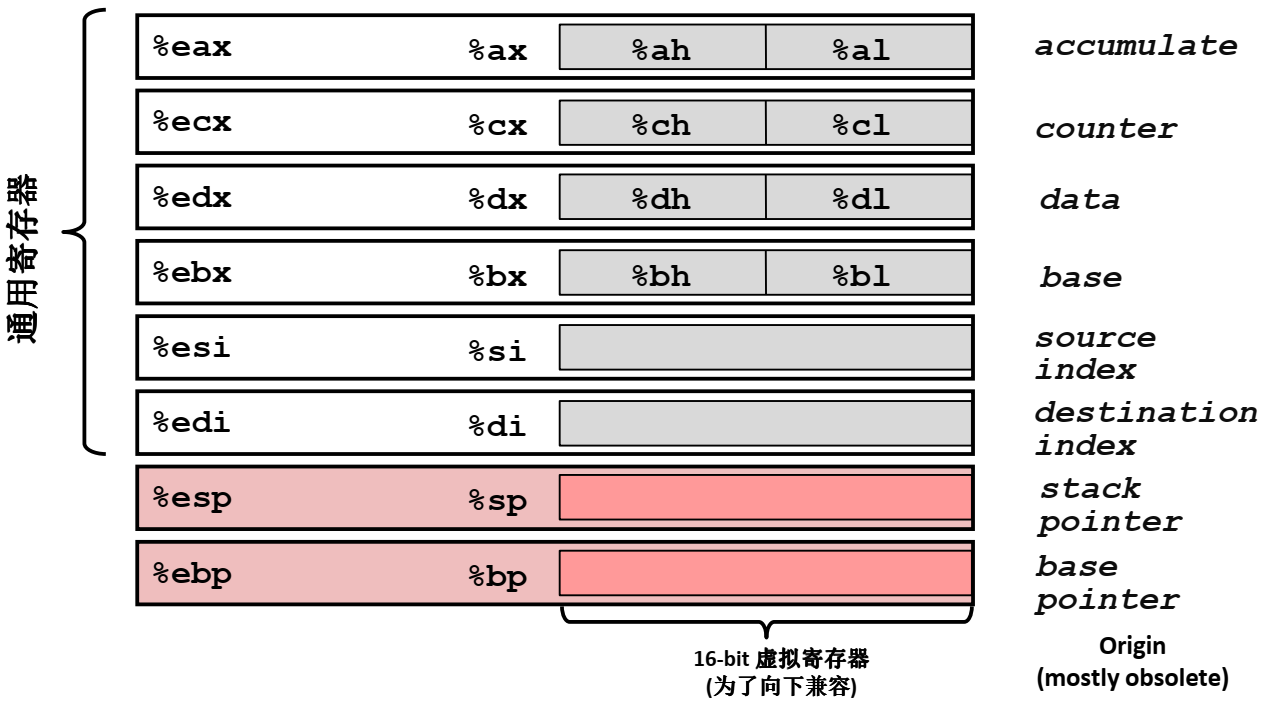 通用寄存器
%eax %ax %ah %al accumulate
%ecx %cx %ch %cl counter
%edx %dx %dh %dl data
%ebx %bx %bh %bl base
%esi %si source
index
%edi %di destination
index
%esp %sp stack
pointer
%ebp %bp base
pointer
16-bit 虚拟寄存器
(为了向下兼容)
Origin
(mostly obsolete)